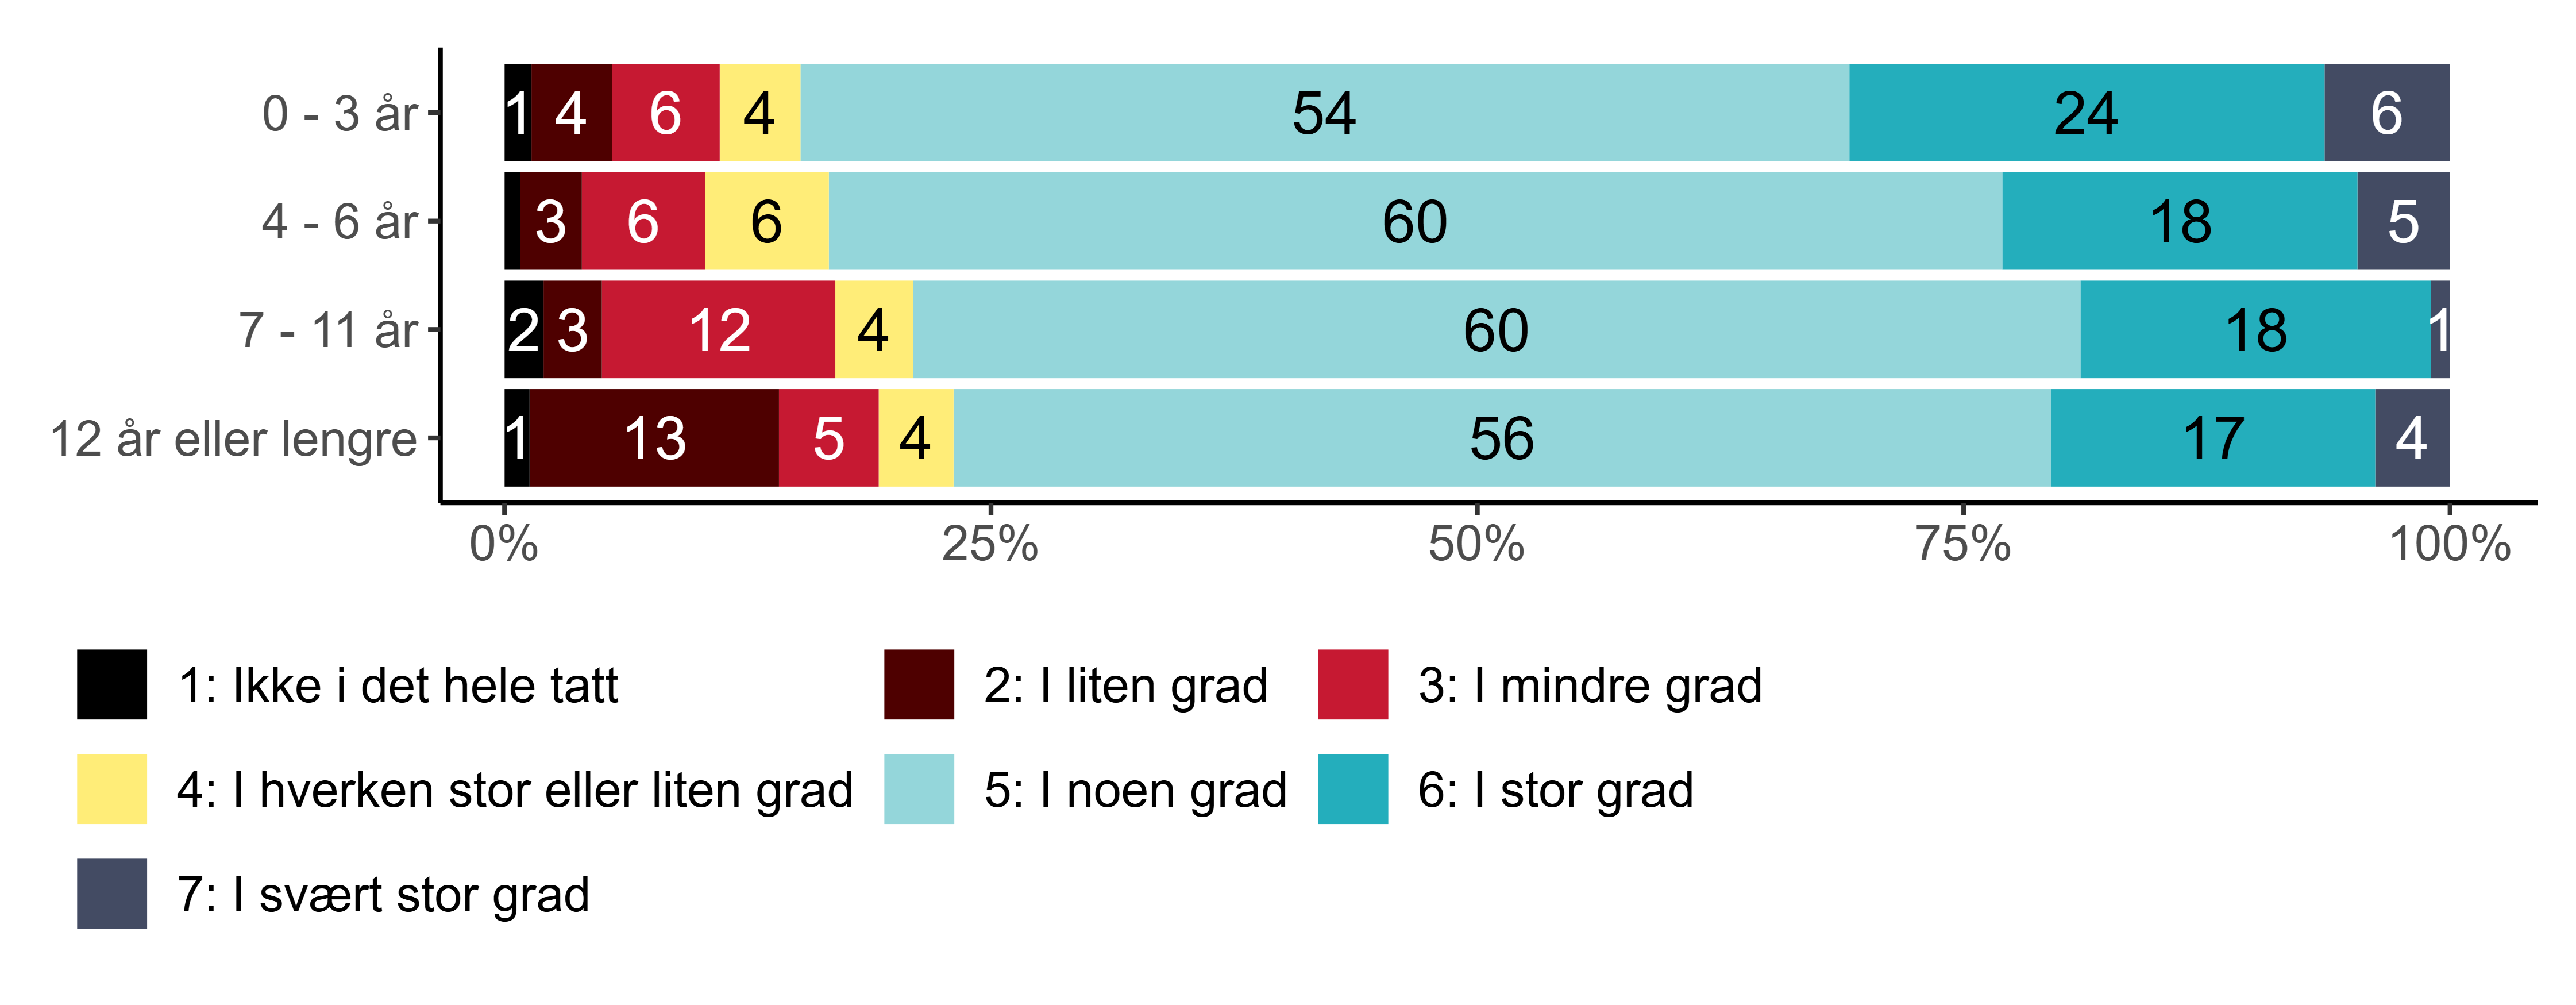 0 - 3 år 1 4 6 4 54 24 6
4 - 6 år 3 6 6 60 18 5
7 - 11 år 2 3 12 4 60 18 1
12 år eller lengre 1 13 5 4 56 17 4
0% 25% 50% 75% 100%
1: Ikke i det hele tatt 2: I liten grad 3: I mindre grad
4: I hverken stor eller liten grad 5: I noen grad 6: I stor grad
7: I svært stor grad